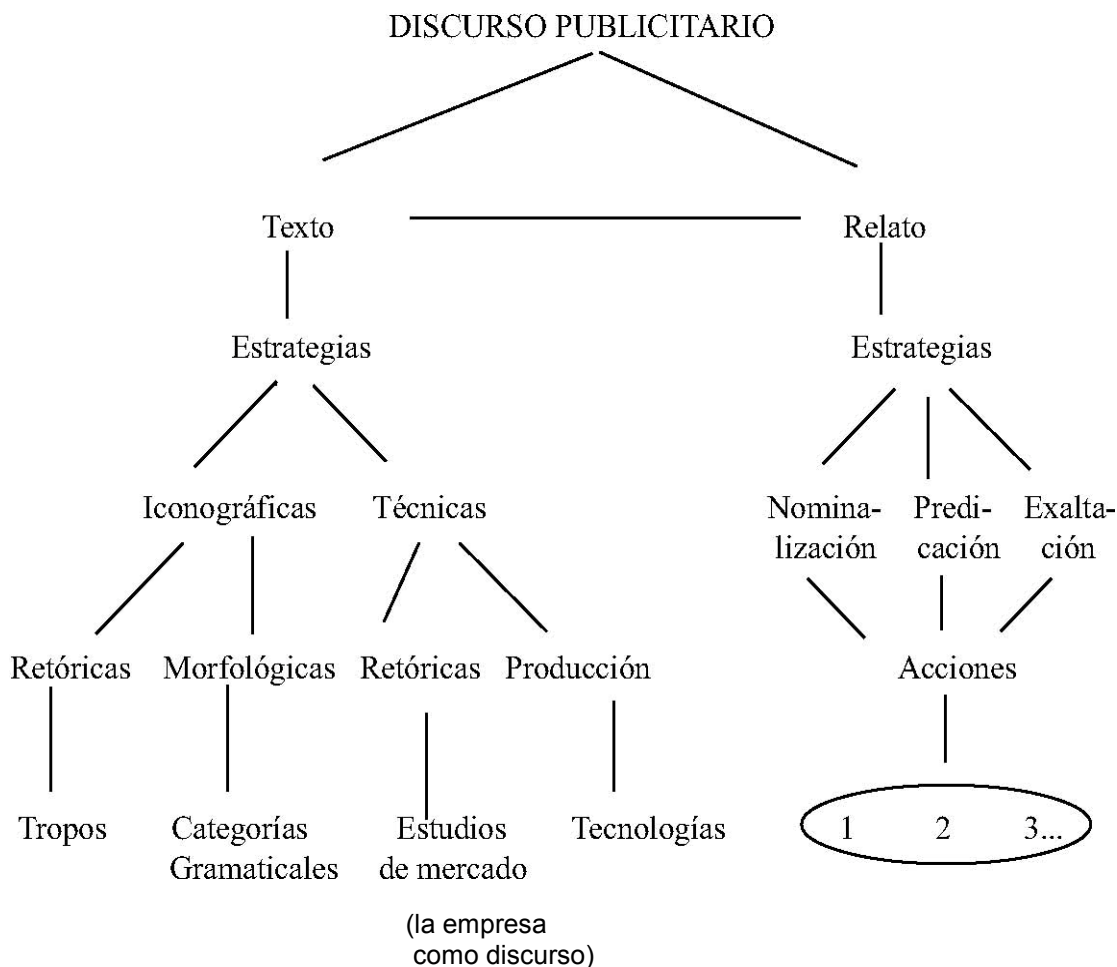 DISCURSO PUBLICITARIO
Texto Relato
Estrategias Estrategias
Iconográficas Técnicas Nomina- Predi- Exalta-
lización cación ción
Retóricas Morfológicas Retóricas Producción Acciones
Tropos Categorías Estudios Tecnologías 1 2 3...
Gramaticales de mercado
(la empresa
como discurso)